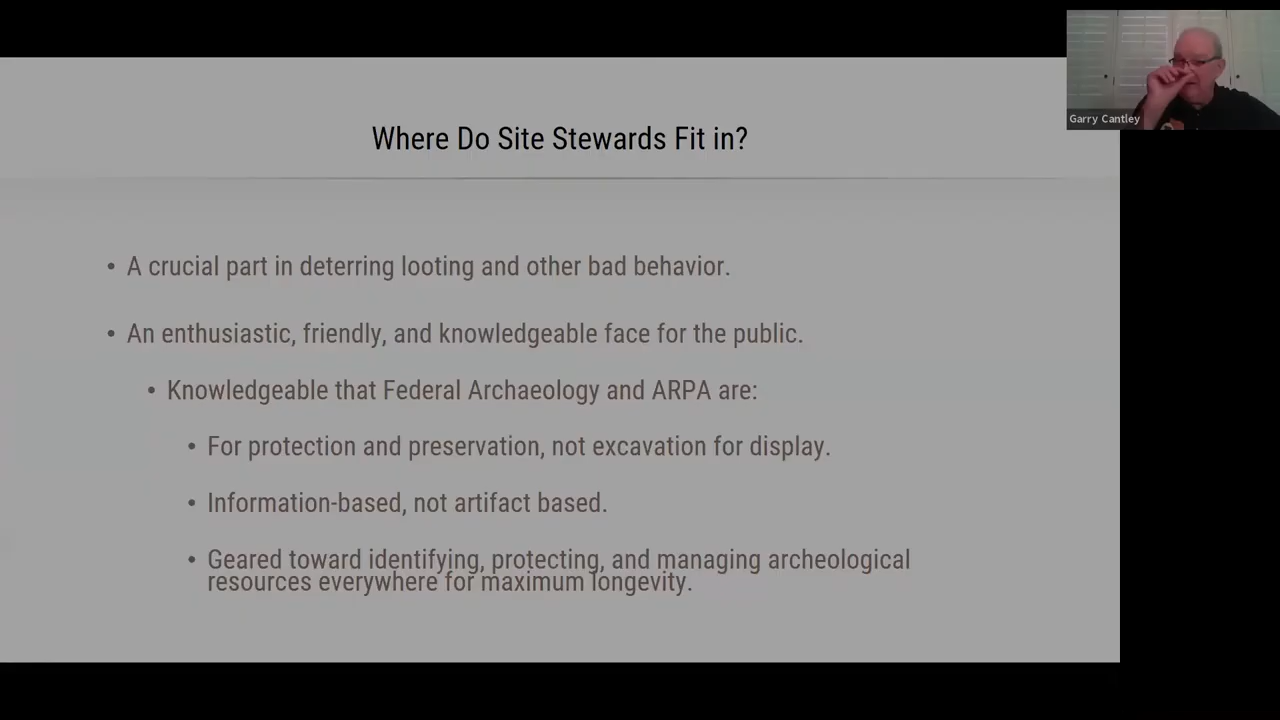 Garry Cantley
Where Do Site Stewards Fit in?
• A crucial part in deterring looting and other bad behavior.
• An enthusiastic, friendly, and knowledgeable face for the public.
• Knowledgeable that Federal Archaeology and ARPA are:
• For protection and preservation, not excavation for display.
• Information-based, not artifact based.
• Geared toward identifying, protecting, and managing archeological
resources everywhere for maximum longevity.